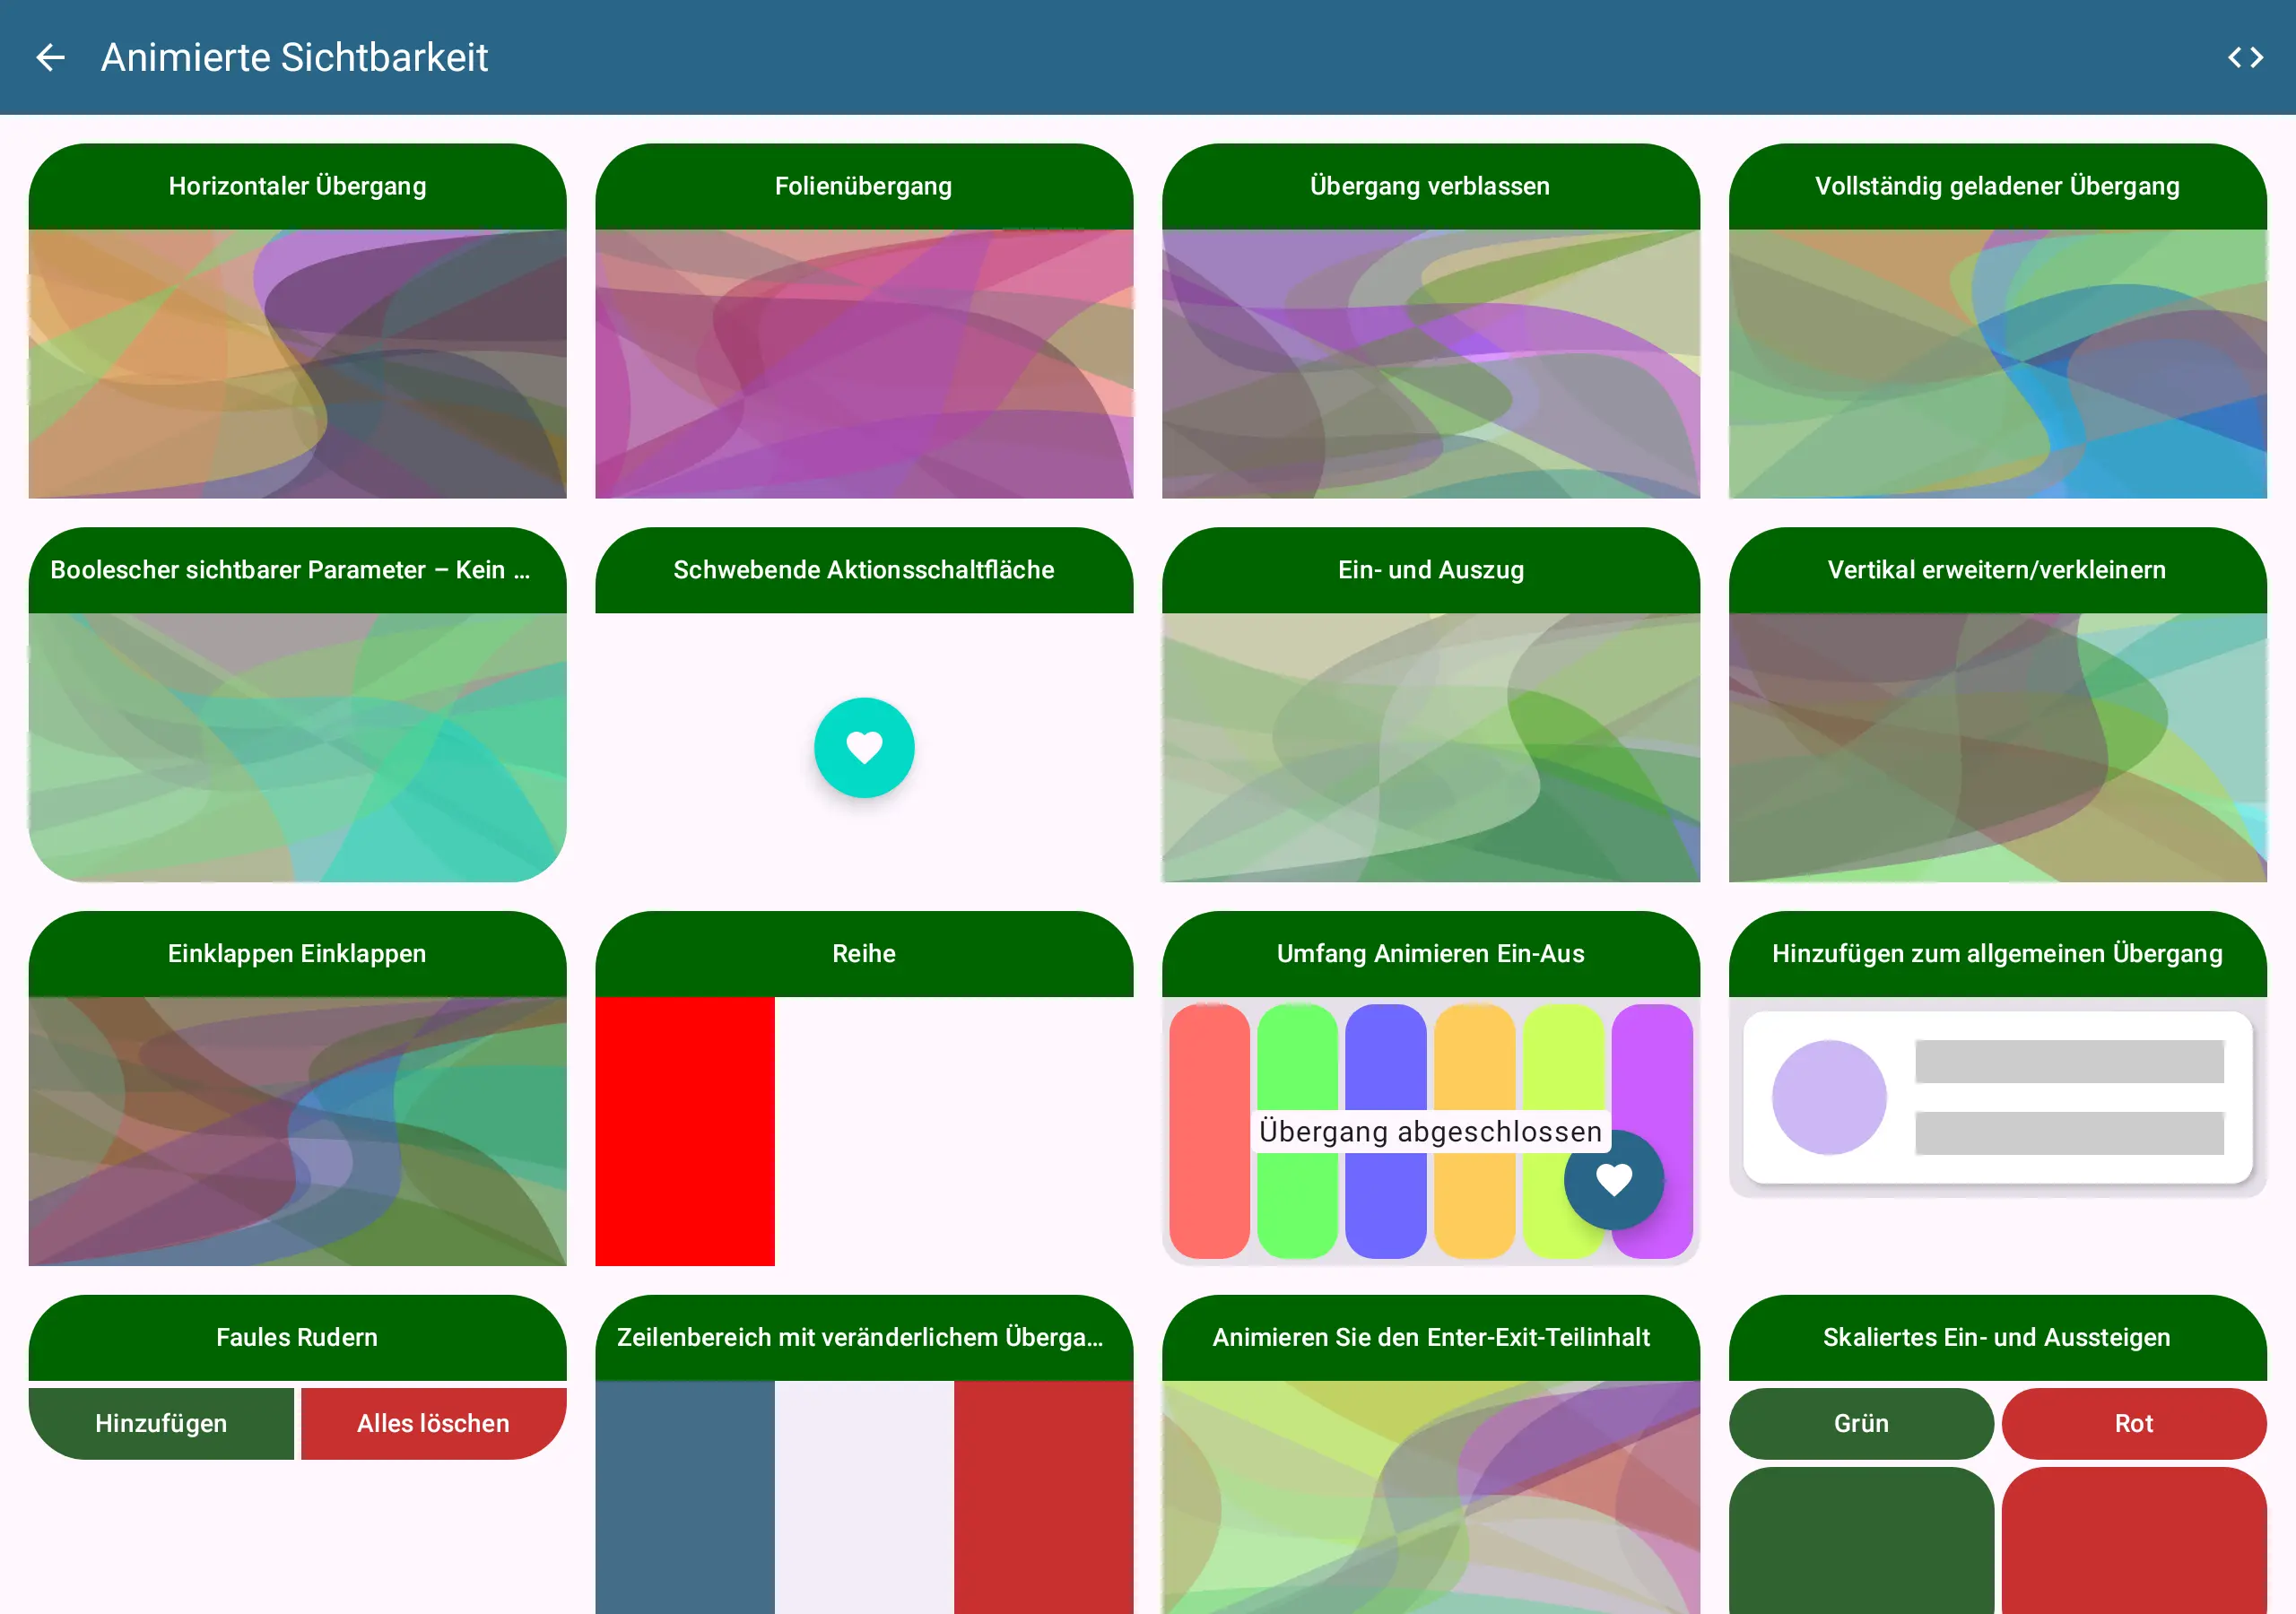 Animierte Sichtbarkeit
Horizontaler Übergang
Folienübergang
Übergang verblassen
Vollständig geladener Übergang
Boolescher sichtbarer Parameter – Kein ...
Schwebende Aktionsschaltfläche
Ein- und Auszug
Vertikal erweitern/verkleinern
Einklappen Einklappen
Reihe
Umfang Animieren Ein-Aus
Hinzufügen zum allgemeinen Übergang
Übergang abgeschlossen
Faules Rudern
Zeilenbereich mit veränderlichem Überga...
Animieren Sie den Enter-Exit-Teilinhalt
Skaliertes Ein- und Aussteigen
Hinzufügen
Alles löschen
Grün
Rot